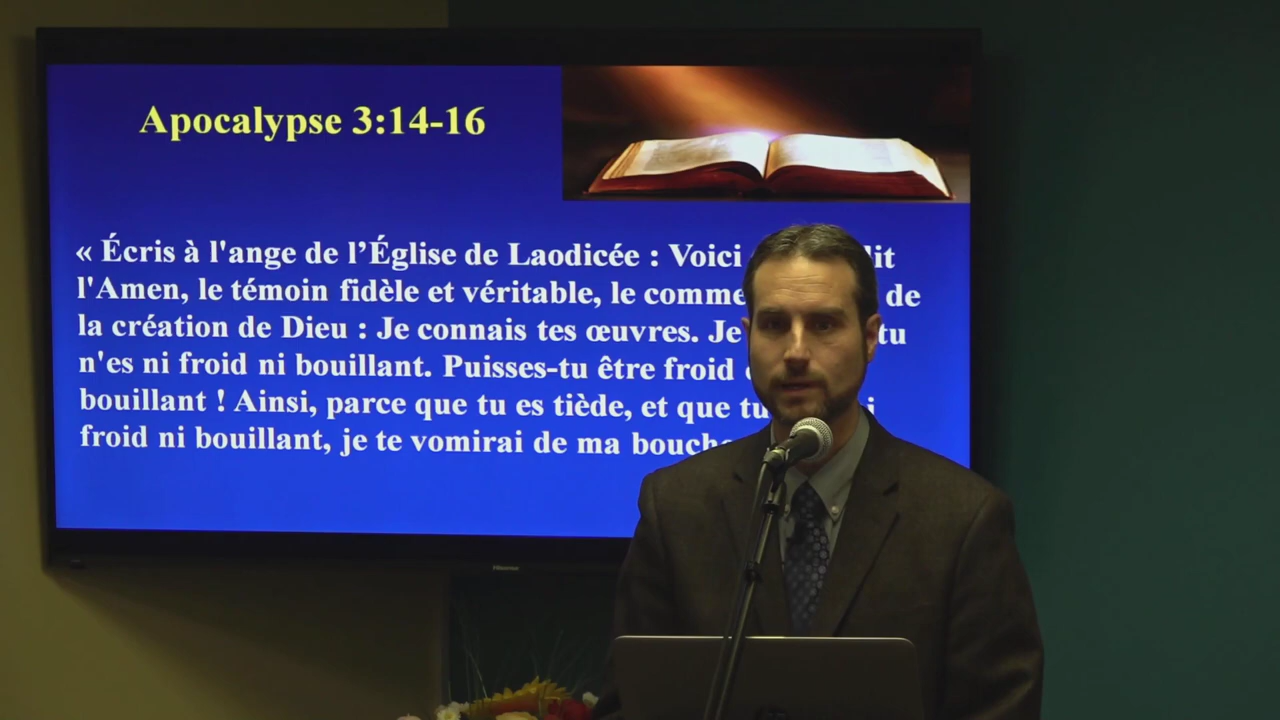 Apocalypse 3:14-16
« Écris à l'ange de l’Église de Laodicée : Voici
l'Amen, le témoin fidèle et véritable, le de
la création de Dieu : Je connais tes œuvres. Je tu
n'es ni froid ni bouillant. Puisses-tu être froid
bouillant ! Ainsi, parce que tu es tiède, et que tu
froid ni bouillant, je te vomirai de ma bouche
Hisense